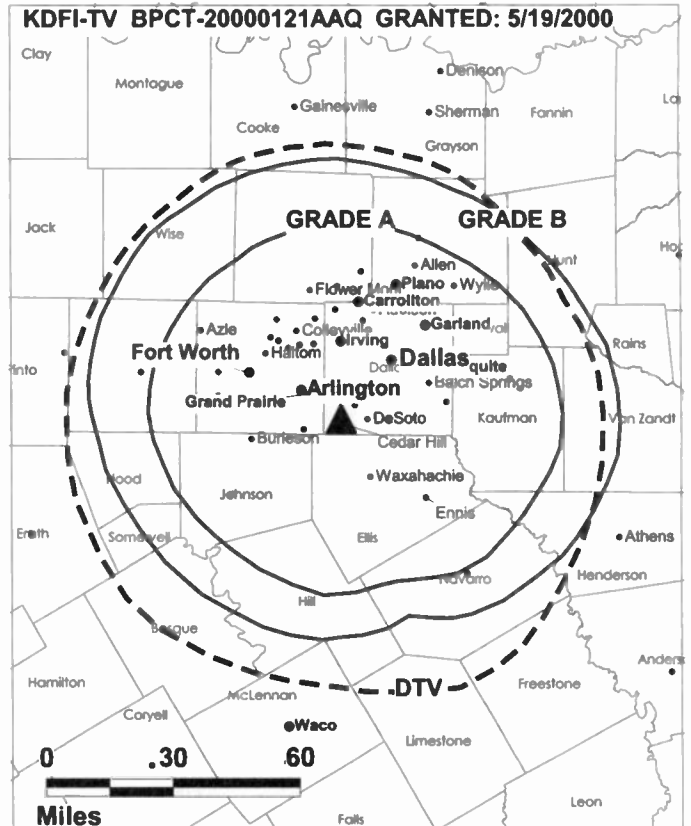 KDFI-TV BPCT-20000121AAQ GRANTED: 5/19/2000
Clay
Montague
Denison
Gainesville
Sherman
Fannin
Cooke
Grayson
GRADE A
GRADE B
Jack
Wise
Hunt
Allen
Flower
Plano
Wylie
Carrollton
Azle
Colleyville
Garland
Irving
Rains
Fort Worth
Haltom
Dallas
quite
Balch Springs
Arlington
Grand Prairie
DeSoto
Kaufman
Van Zandt
Burleson
Cedar Hill
Hood
Johnson
Waxahachie
Ennis
Erath
Somervell
Ellis
Athens
Navarro
Henderson
Hill
Bosque
Hamilton
McLennan
DTV
Freestone
Coryell
Waco
Limestone
0 .30 60
Leon
Miles
Falls